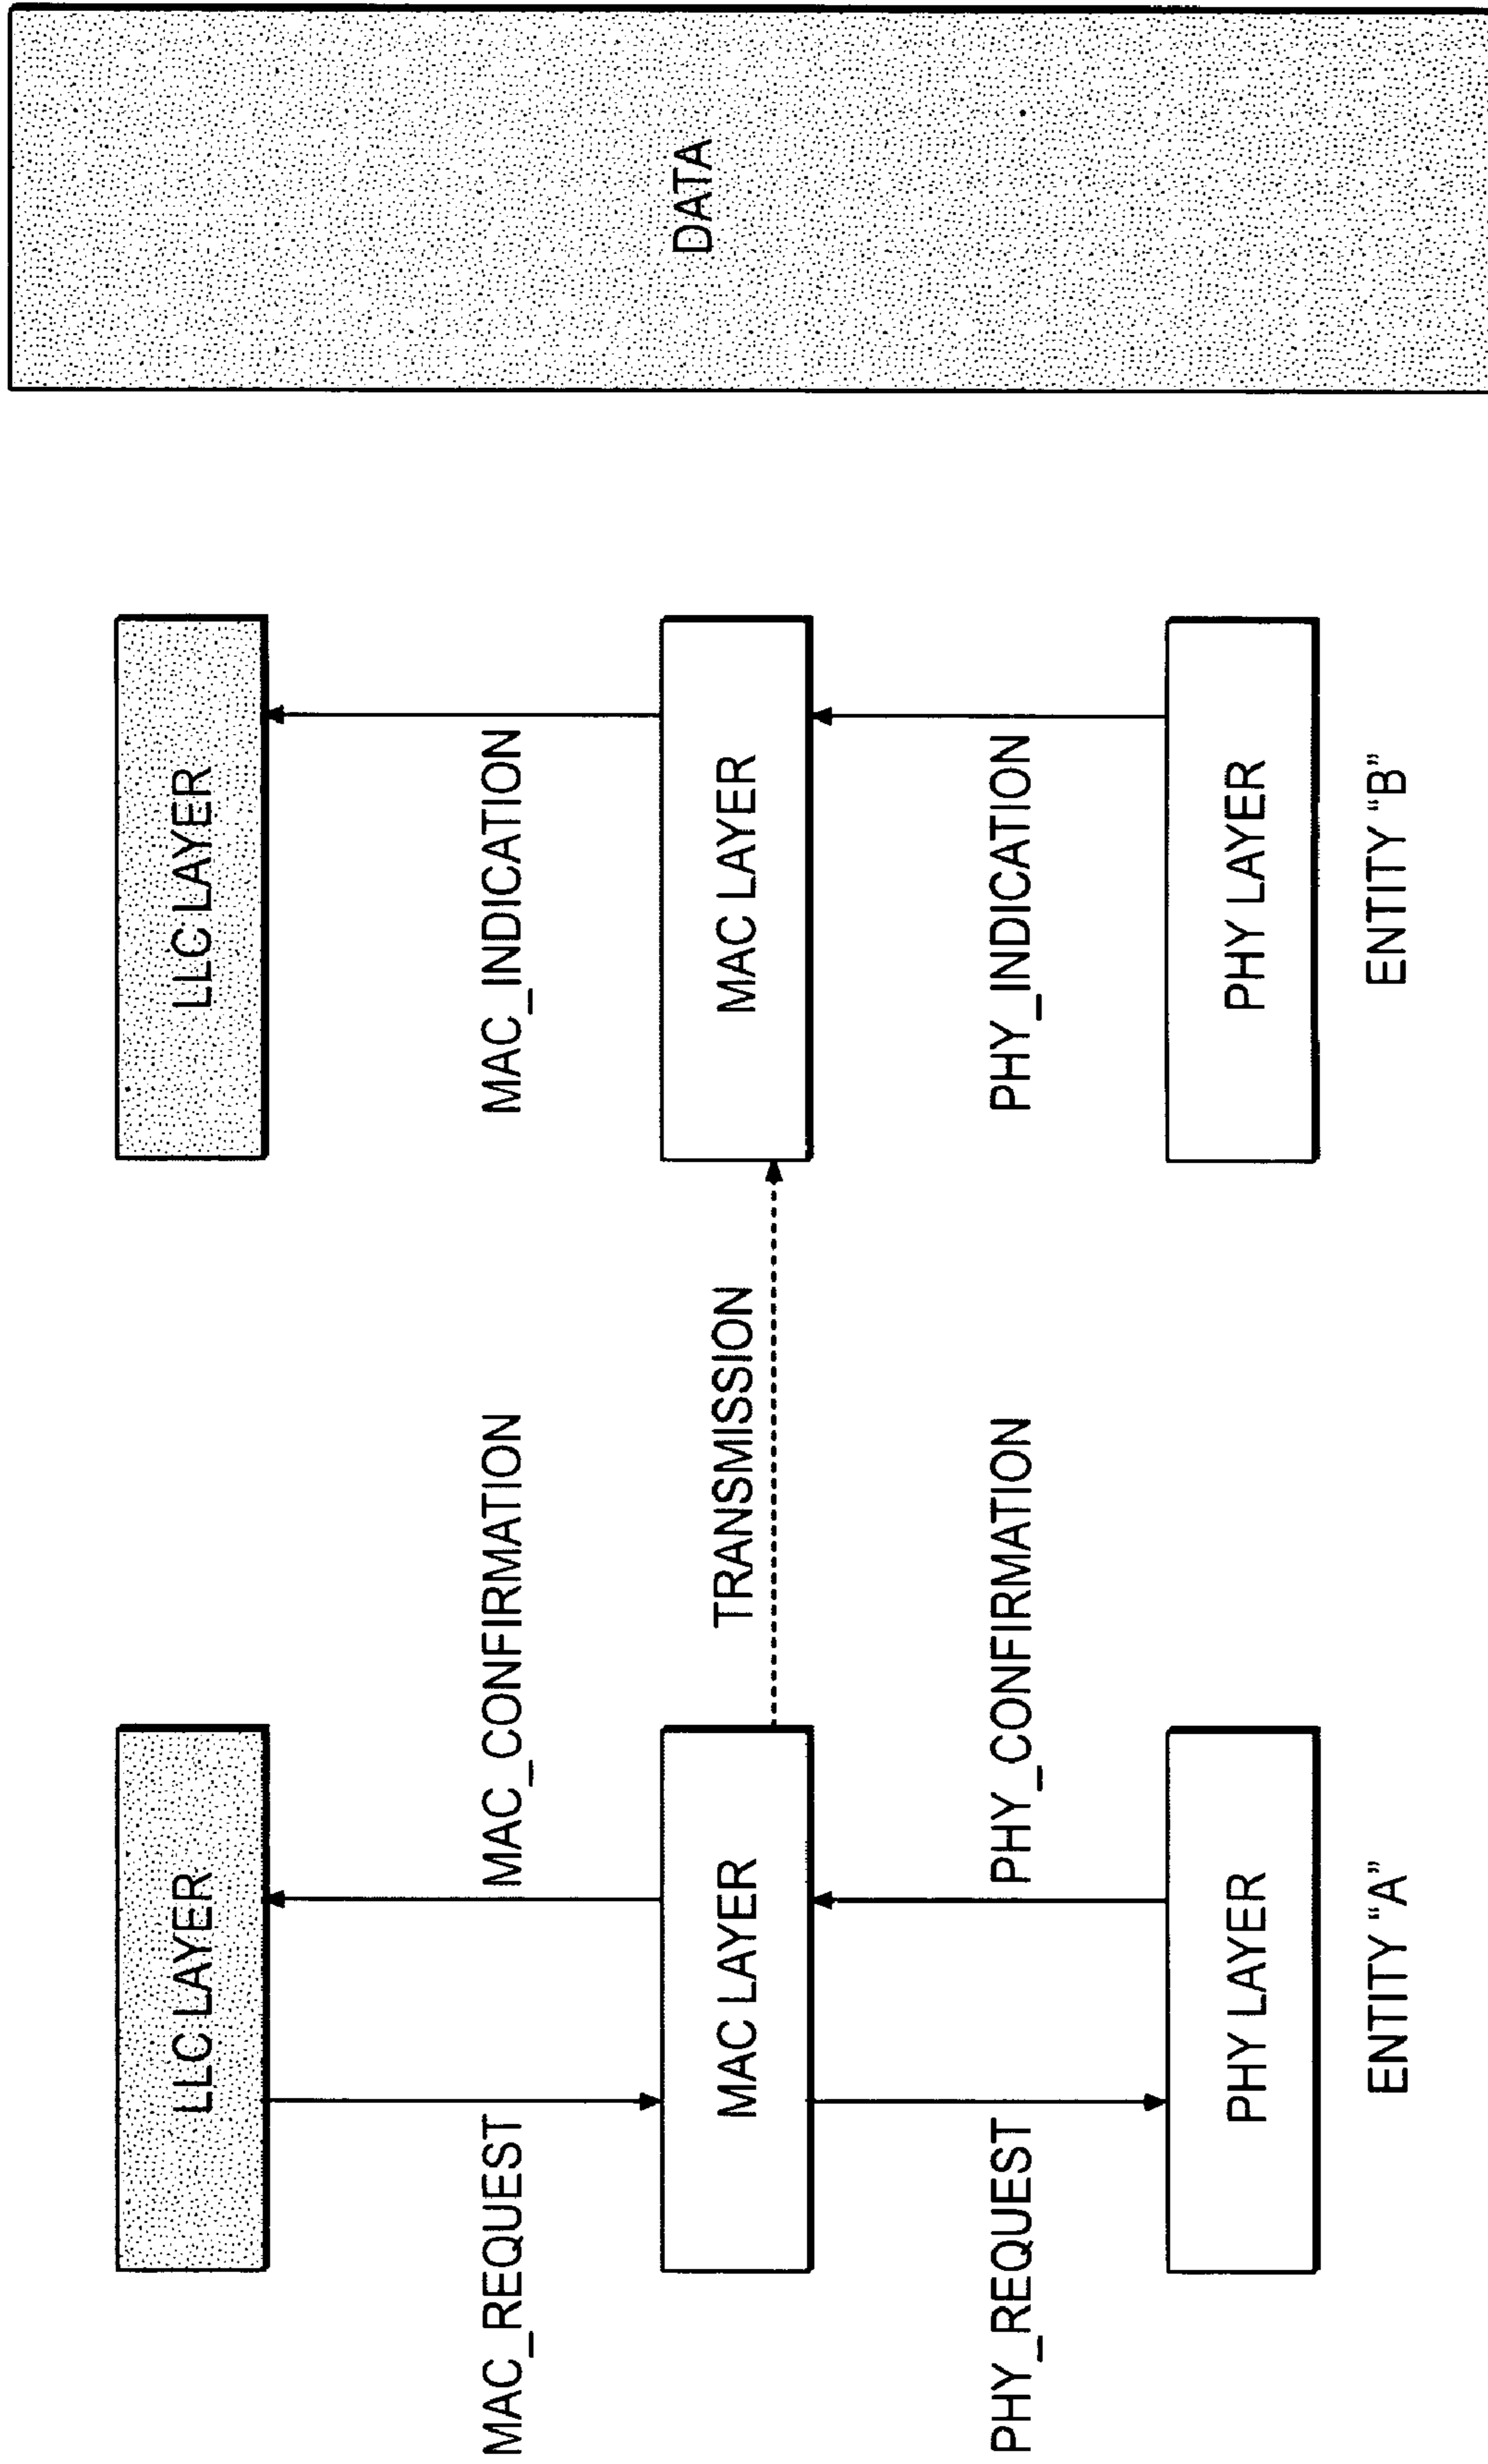 LLC LAYER
MAC_REQUEST
MAC_CONFIRMATION
MAC LAYER
PHY_REQUEST
PHY_CONFIRMATION
PHY LAYER
ENTITY “A”
TRANSMISSION
LLC LAYER
MAC_INDICATION
MAC LAYER
PHY_INDICATION
PHY LAYER
ENTITY “B”
DATA